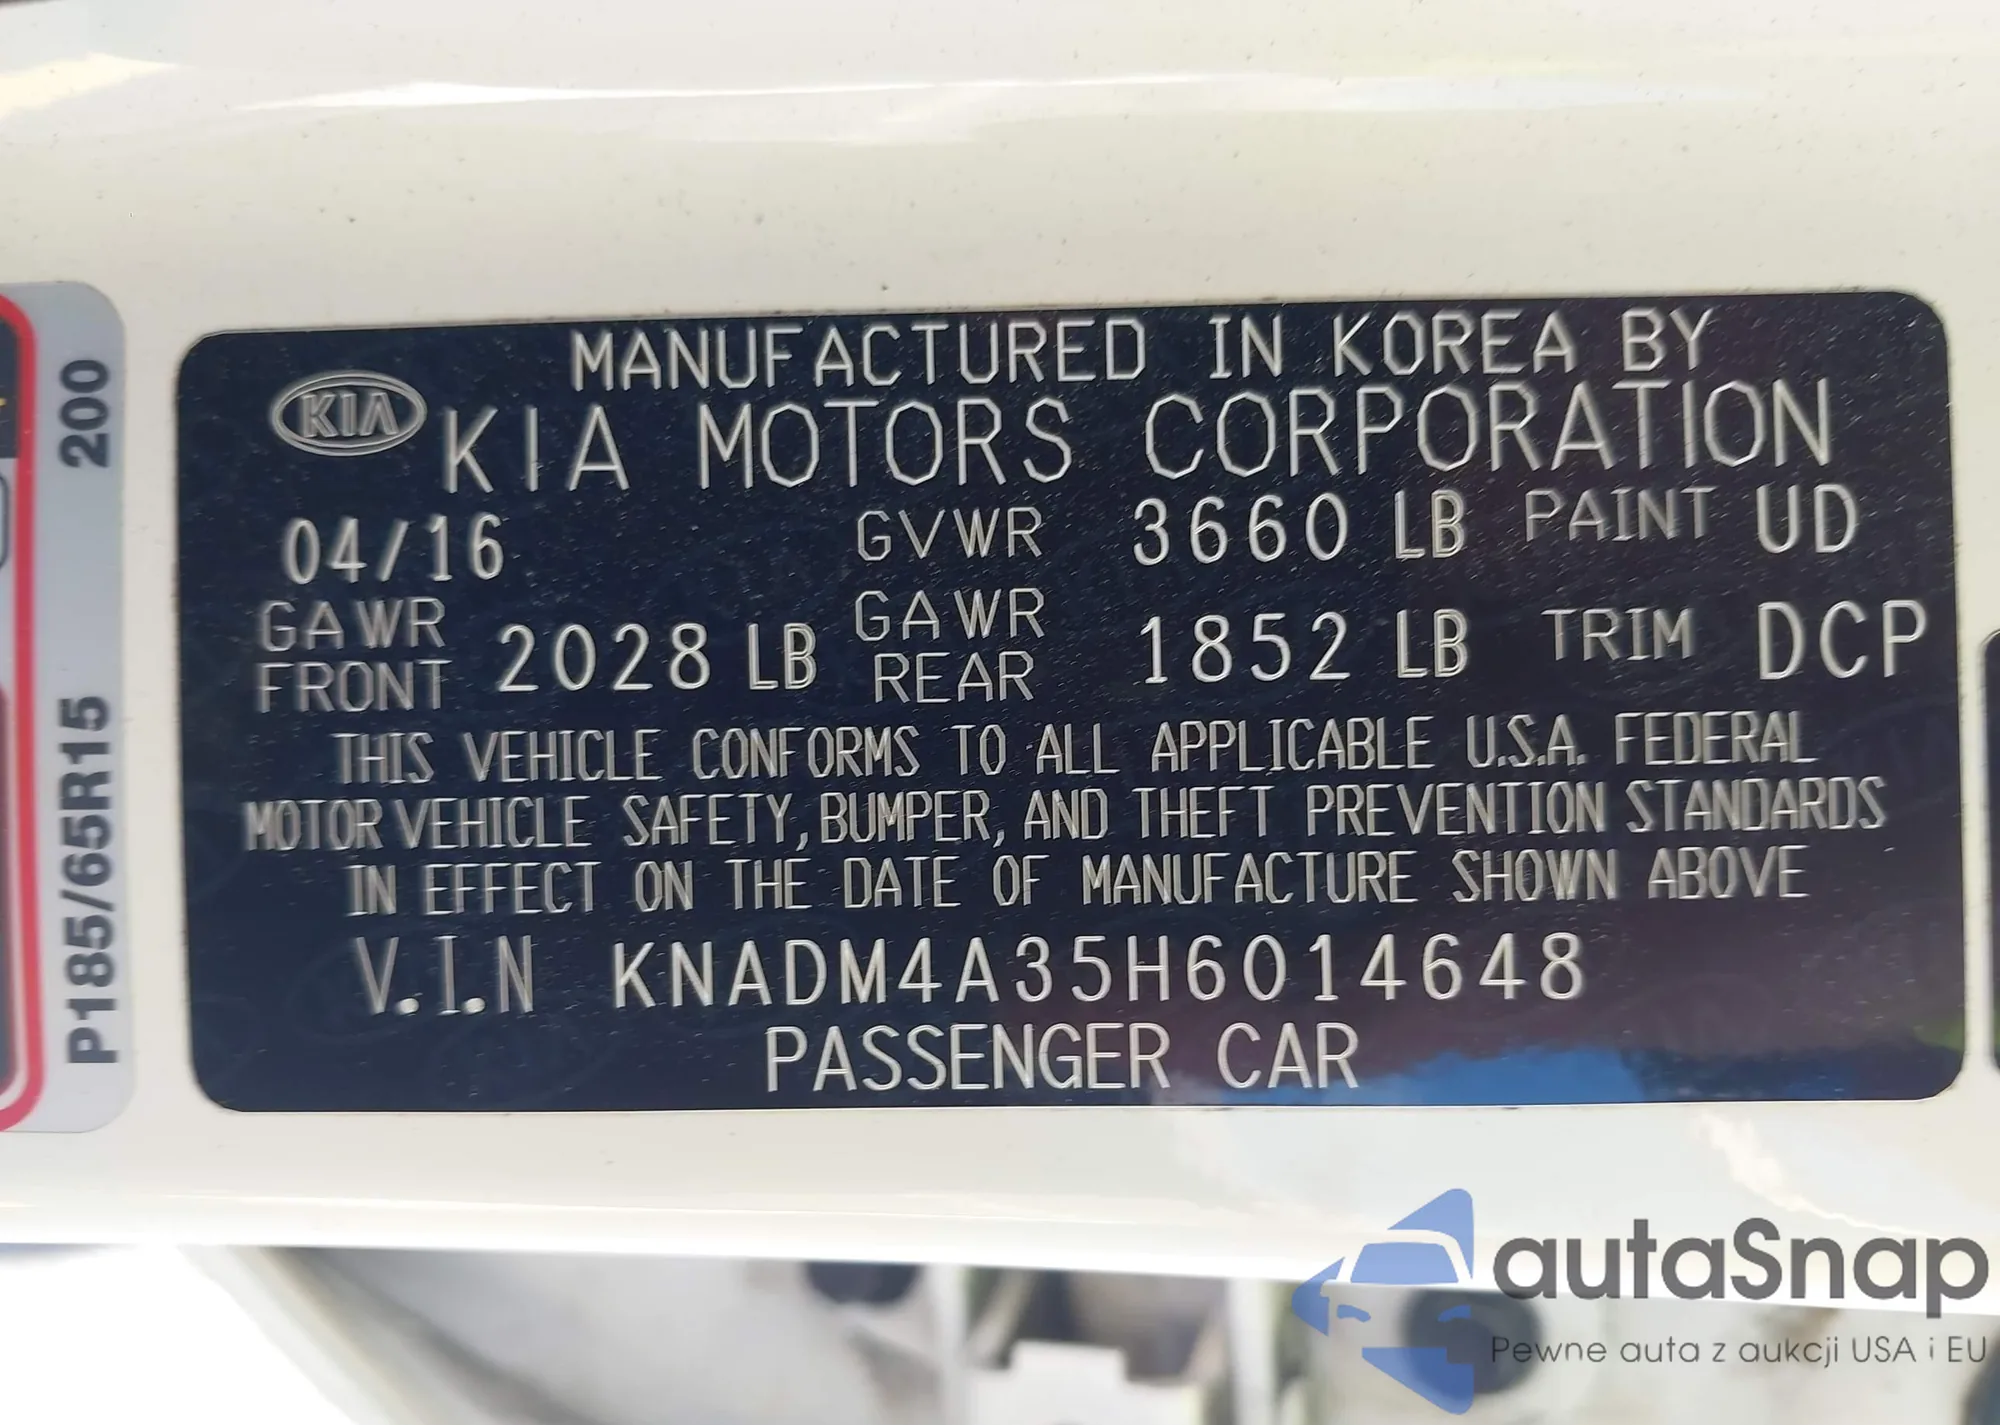 MANUFACTURED IN KOREA BY
KIA KIA MOTORS CORPORATION
04/16 GVWR 3660 LB PAINT UD
GAWR FRONT 2028 LB GAWR REAR 1852 LB TRIM DCP
THIS VEHICLE CONFORMS TO ALL APPLICABLE U.S.A. FEDERAL
MOTOR VEHICLE SAFETY, BUMPER, AND THEFT PREVENTION STANDARDS
IN EFFECT ON THE DATE OF MANUFACTURE SHOWN ABOVE
V.I.N KNADM4A35H6014648
PASSENGER CAR
P185/65R15 200
autaSnap
Pewne auta z aukcji USA i EU